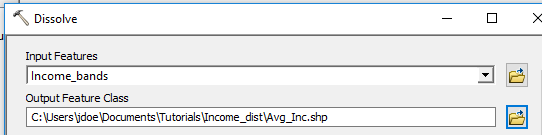 Dissolve
Input Features
Income_bands
Output Feature Class
C:\Users\jdoe\Documents\Tutorials\Income_dist\Avg_Inc.shp